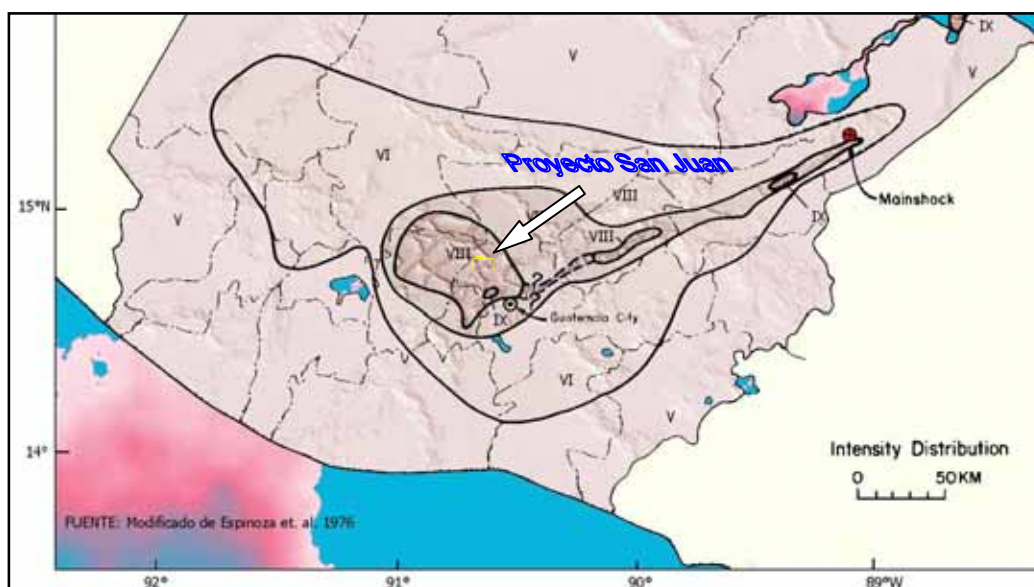 IX
V
V
VI
Proyecto San Juan
15°N
VIII
Mainshock
IX
V
VIII
VIII
?
?
IX
Guatemala City
VI
V
14°
Intensity Distribution
0 50 KM
FUENTE: Modificado de Espinoza et. al. 1976
92° 91° 90° 89°W